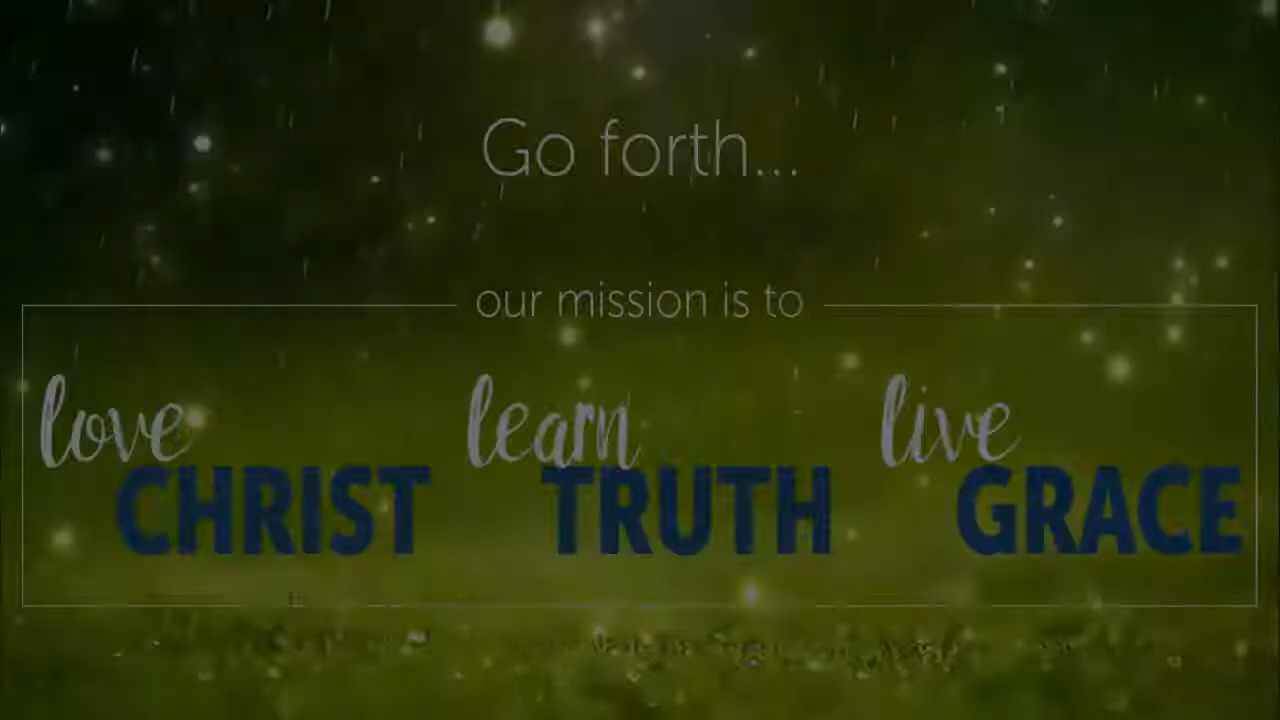 Go forth...
our mission is to
love learn live
CHRIST TRUTH GRACE